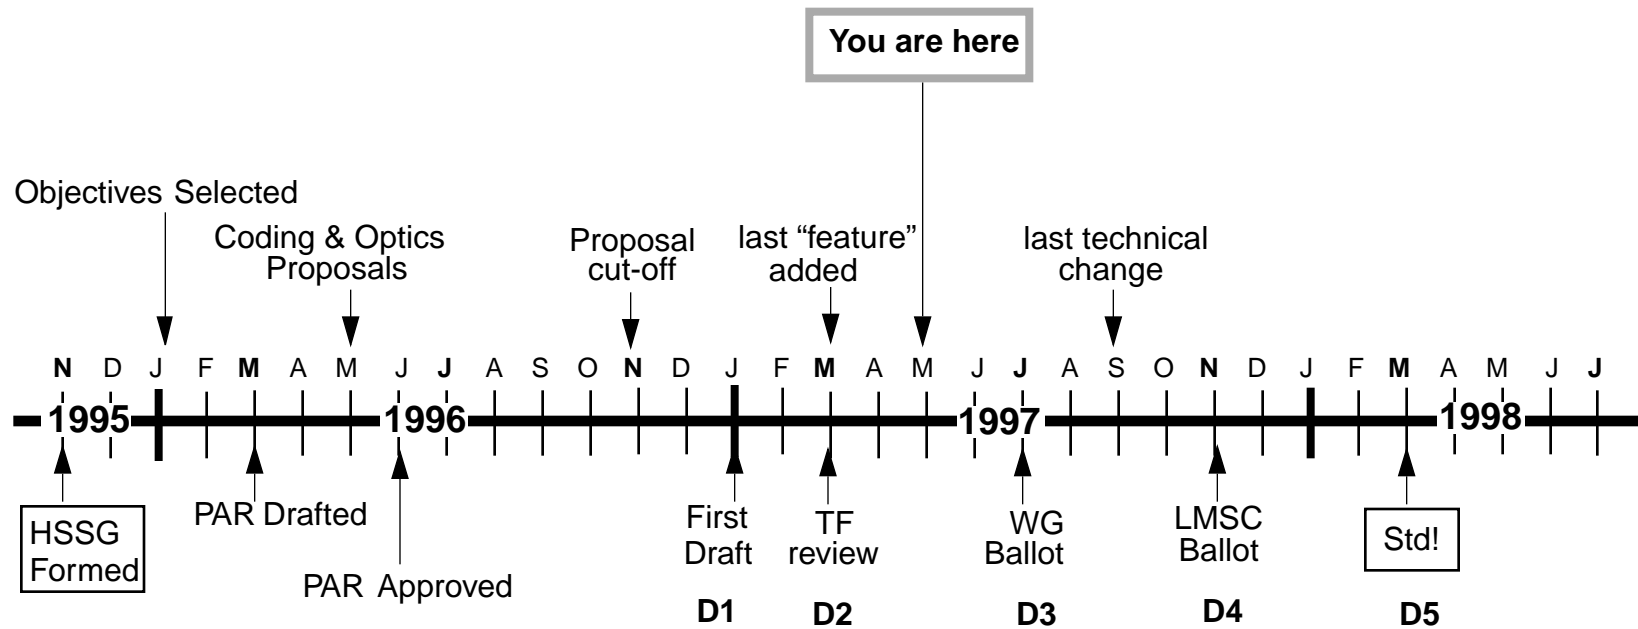 You are here
Objectives Selected
Coding & Optics
Proposals
Proposal
cut-off
last “feature”
added
last technical
change
N D J F M A M J J A S O N D J F M A M J J A S O N D J F M A M J J
1995 1996 1997 1998
HSSG
Formed
PAR Drafted
PAR Approved
First
Draft
TF
review
WG
Ballot
LMSC
Ballot
Std!
D1 D2 D3 D4 D5